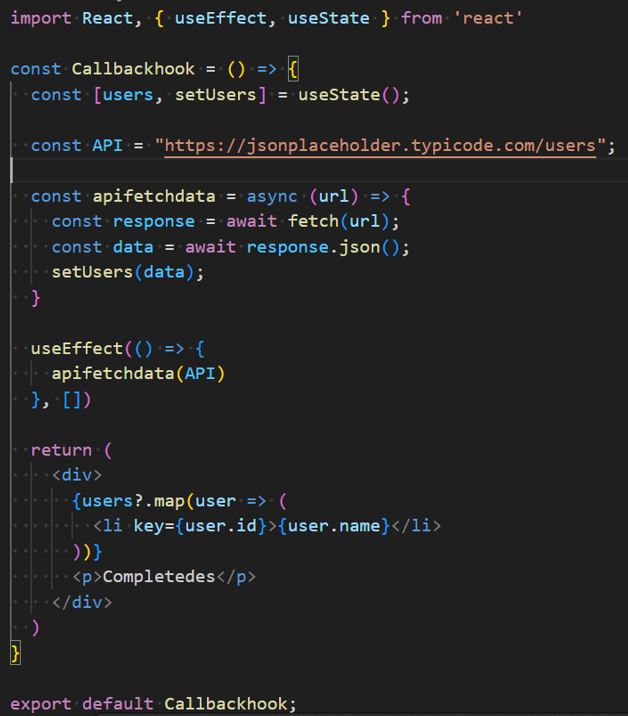 import React, { useEffect, useState } from 'react'
const Callbackhook = () => {
const [users, setUsers] = useState();
const API = "https://jsonplaceholder.typicode.com/users";
const apifetchdata = async (url) => {
const response = await fetch(url);
const data = await response.json();
setUsers(data);
}
useEffect(() => {
apifetchdata(API)
}, [])
return (
<div>
{users?.map(user => (
<li key={user.id}>{user.name}</li>
))}
<p>Completedes</p>
</div>
)
}
export default Callbackhook;